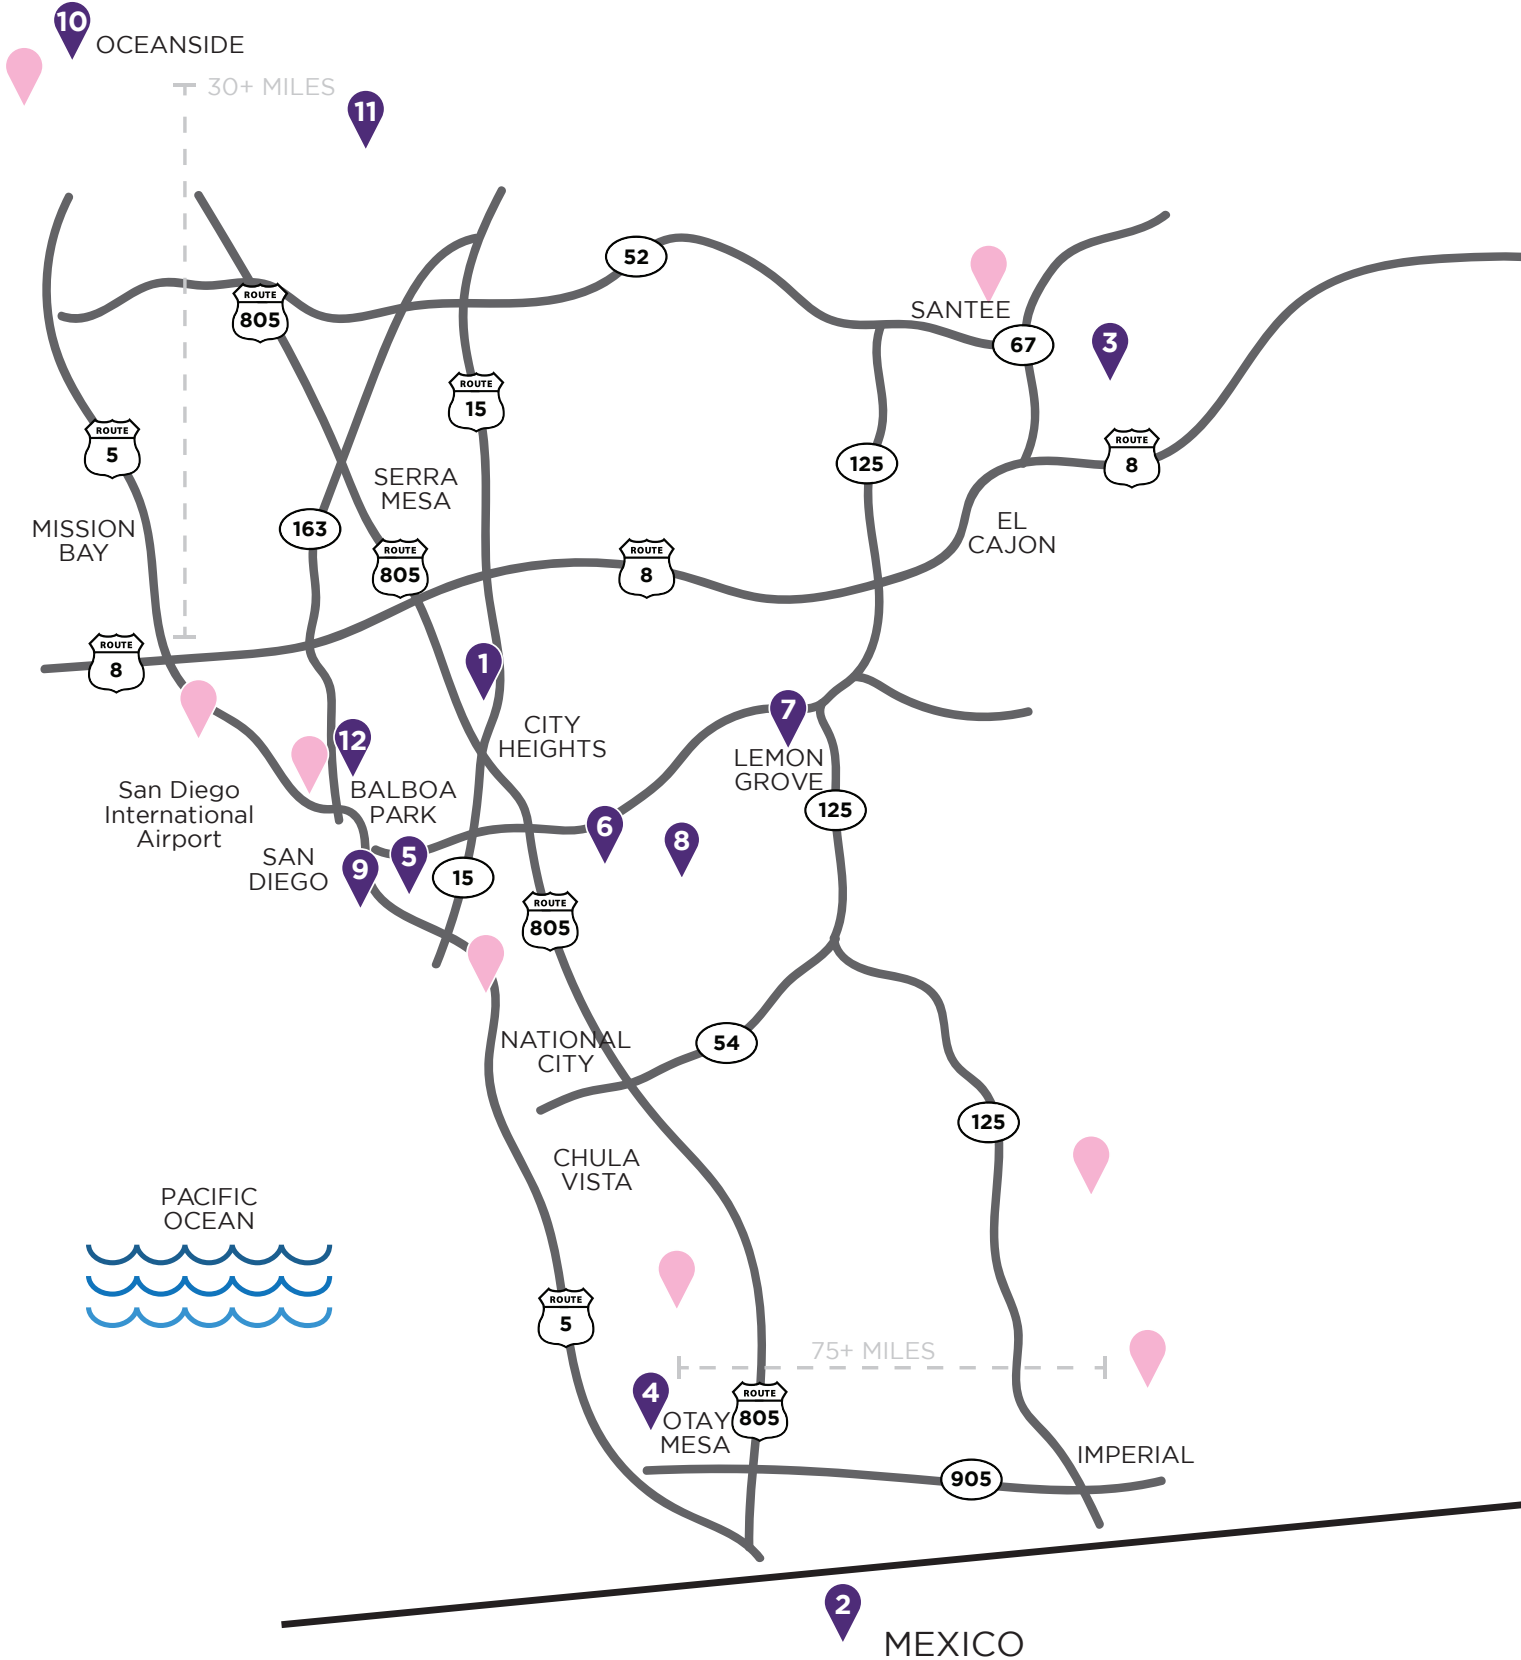 10
OCEANSIDE
30+ MILES
11
52
ROUTE
805
SANTEE
67
3
ROUTE
15
ROUTE
5
125
ROUTE
8
SERRA
MESA
163
MISSION
BAY
EL
CAJON
ROUTE
805
ROUTE
8
ROUTE
8
1
7
12
CITY
HEIGHTS
LEMON
GROVE
San Diego
International
Airport
BALBOA
PARK
125
6
8
5
9
SAN
DIEGO
15
ROUTE
805
NATIONAL
CITY
54
125
CHULA
VISTA
PACIFIC
OCEAN
ROUTE
5
75+ MILES
4
OTAY
MESA
ROUTE
805
IMPERIAL
905
2
MEXICO